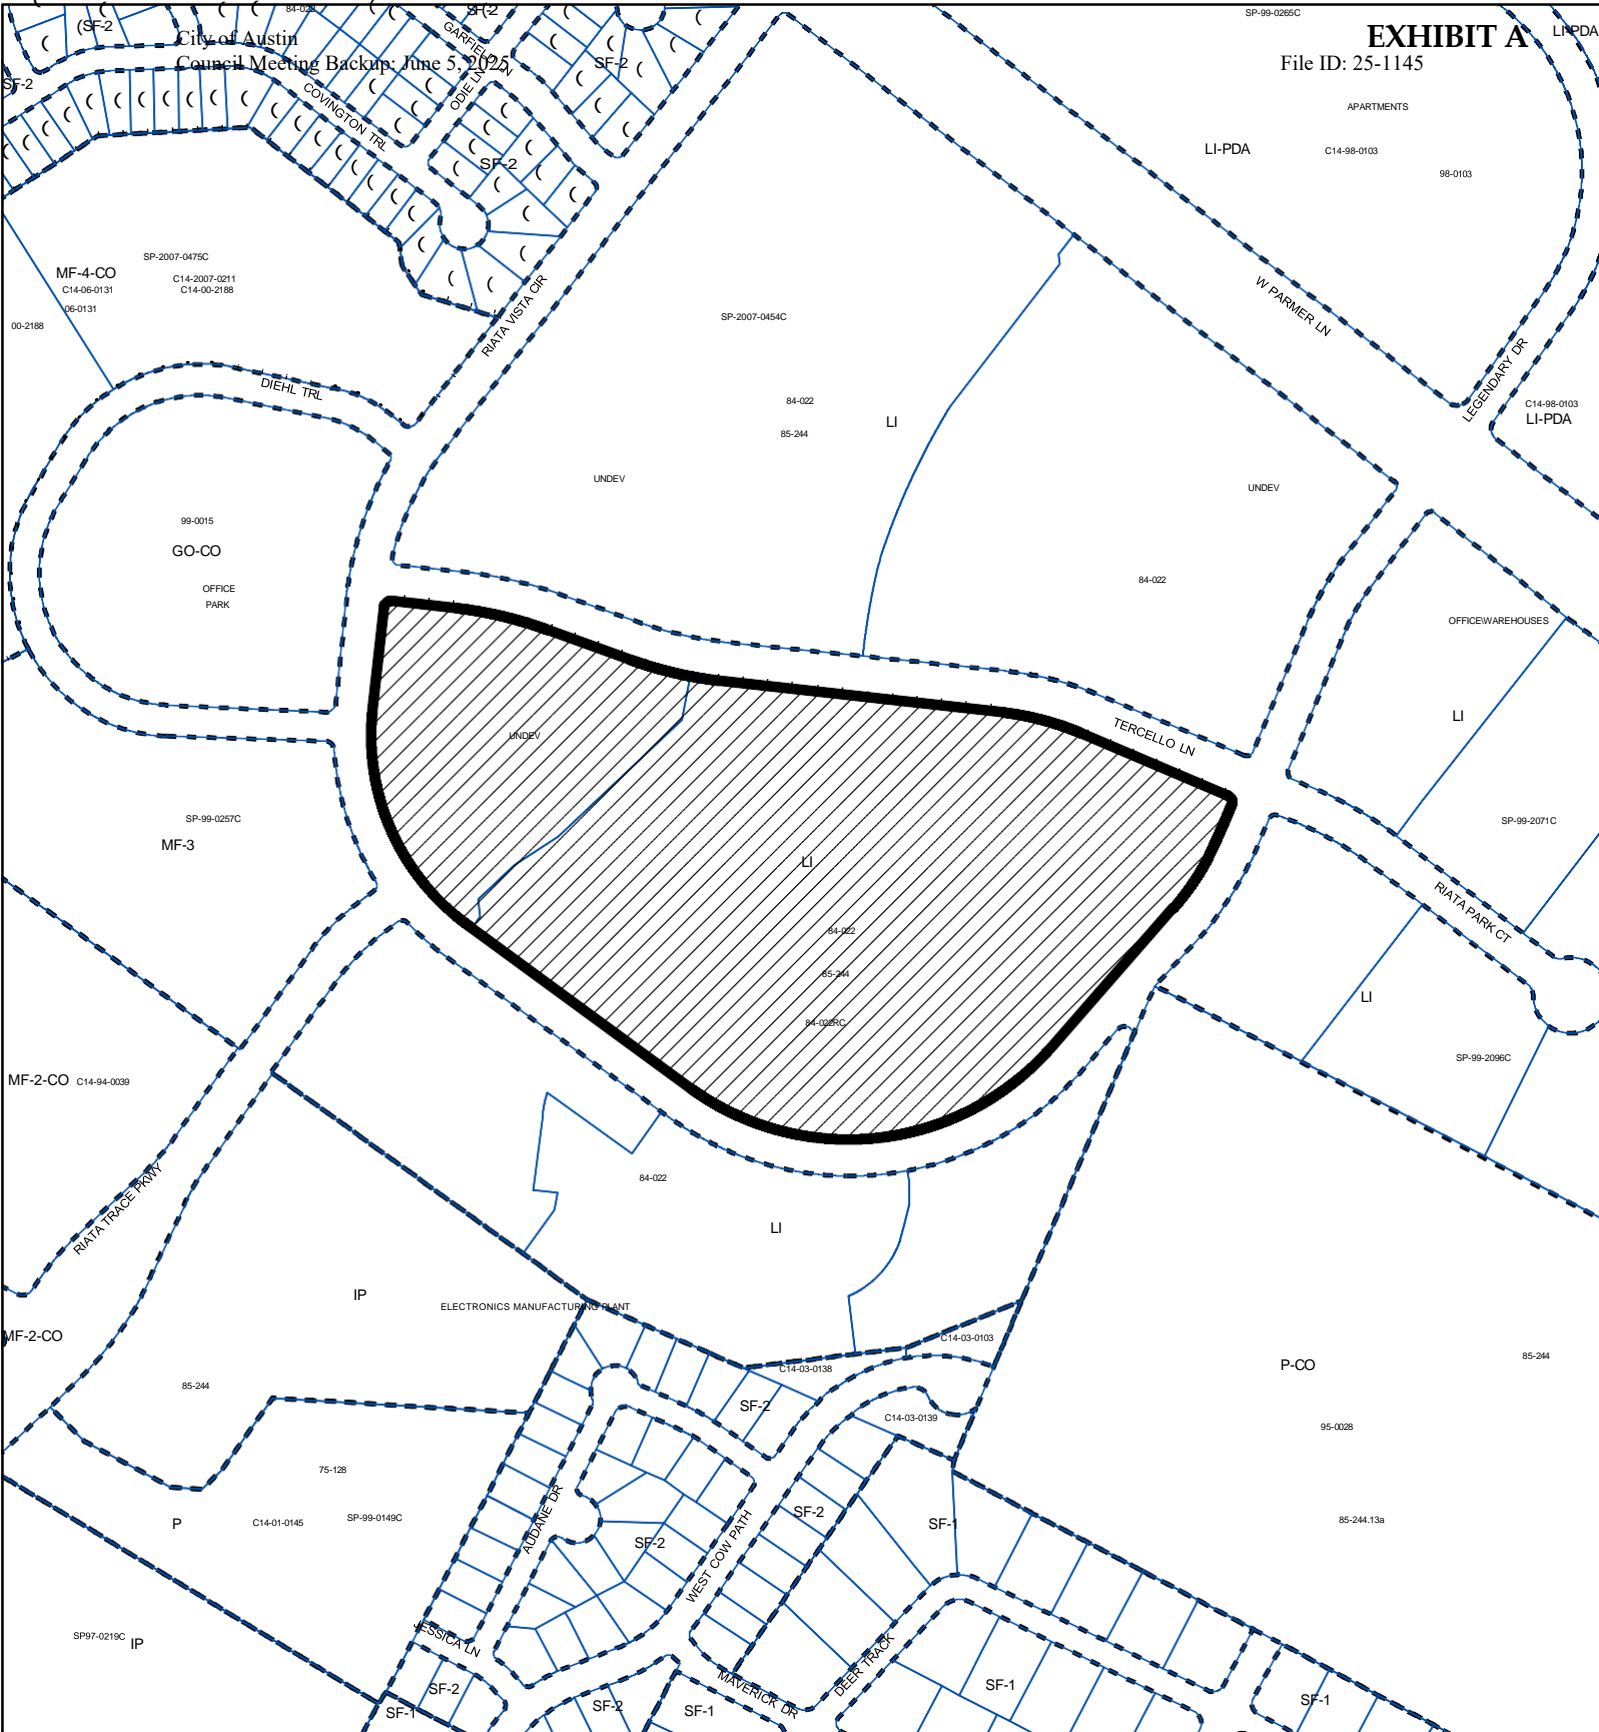 84-022
SF-2
SP-99-0265C
EXHIBIT A
LI-PDA
(SF-2
City of Austin
GARFIELD LN
Council Meeting Backup: June 5, 2025
SF-2
File ID: 25-1145
SF-2
ODIE LN
COVINGTON TRL
APARTMENTS
LI-PDA
C14-98-0103
98-0103
SF-2
SP-2007-0475C
MF-4-CO
C14-2007-0211
C14-06-0131
C14-00-2188
06-0131
00-2188
RIATA VISTA CIR
SP-2007-0454C
W PARMER LN
LEGENDARY DR
DIEHL TRL
84-022
C14-98-0103
LI
LI-PDA
85-244
UNDEV
UNDEV
99-0015
GO-CO
84-022
OFFICE
PARK
OFFICE\WAREHOUSES
LI
UNDEV
TERCELLO LN
SP-99-0257C
SP-99-2071C
MF-3
LI
RIATA PARK CT
84-022
85-244
LI
84-022RC
SP-99-2096C
MF-2-CO
C14-94-0039
84-022
RIATA TRACE PKWY
LI
IP
ELECTRONICS MANUFACTURING PLANT
MF-2-CO
C14-03-0103
85-244
P-CO
C14-03-0138
85-244
SF-2
C14-03-0139
95-0028
75-128
P
C14-01-0145
SP-99-0149C
AUDANE DR
SF-2
SF-1
85-244.13a
SF-2
WEST COW PATH
SP97-0219C
IP
JESSICA LN
DEER TRACK
SF-2
MAVERICK DR
SF-1
SF-1
SF-2
SF-1
SF-1